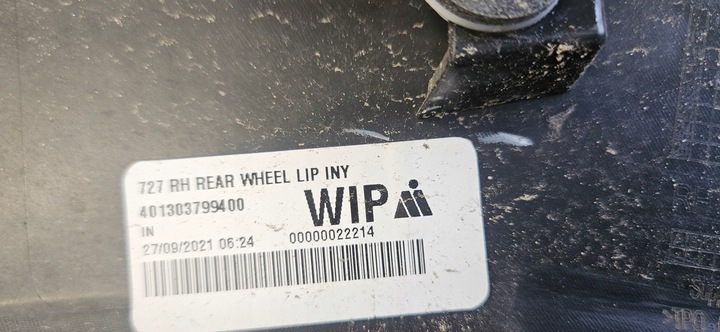 727 RH REAR WHEEL LIP INY
401303799400
WIP
IN
27/09/2021 06:24 00000022214